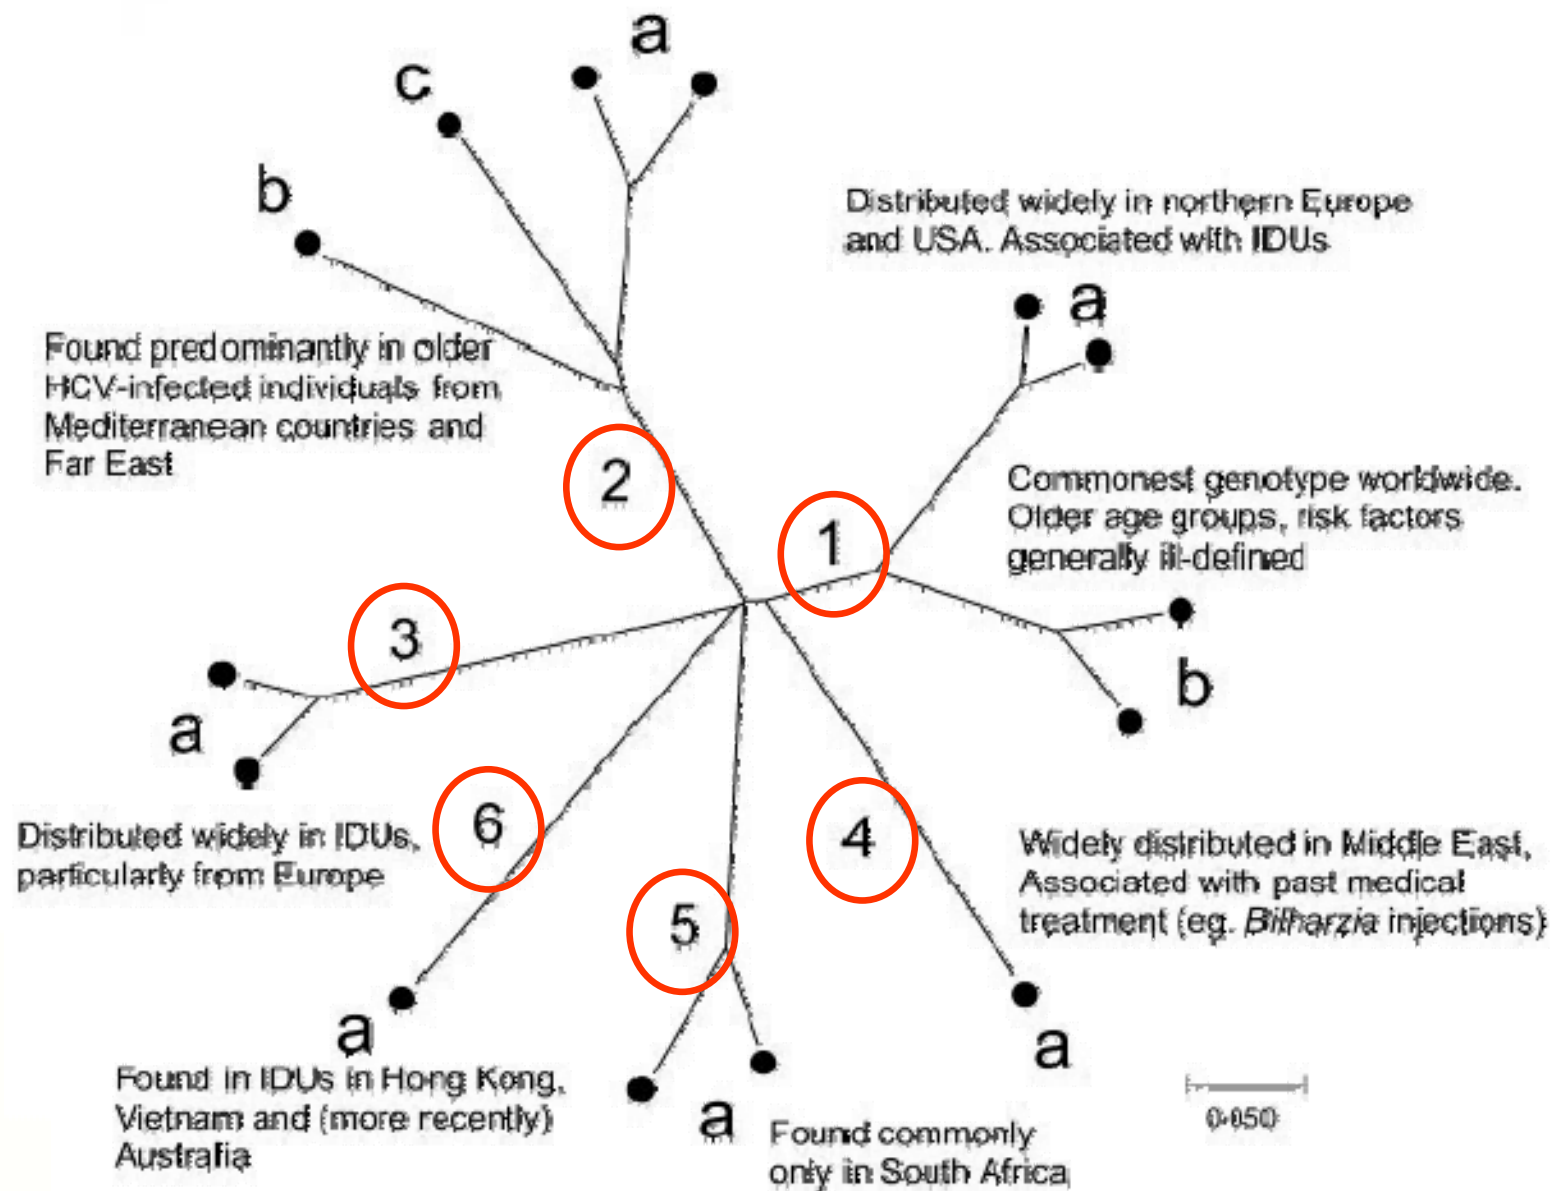 a
c
b
Distributed widely in northern Europe
and USA. Associated with IDUs
a
Found predominantly in older
HCV-infected individuals from
Mediterranean countries and
Far East
Commonest genotype worldwide.
Older age groups, risk factors
generally ill-defined
2
1
3
b
a
6
4
5
Distributed widely in IDUs,
particularly from Europe
Widely distributed in Middle East,
Associated with past medical
treatment (eg. Bilharzia injections)
a
a
a
Found in IDUs in Hong Kong,
Vietnam and (more recently)
Australia
Found commonly
only in South Africa
0.050